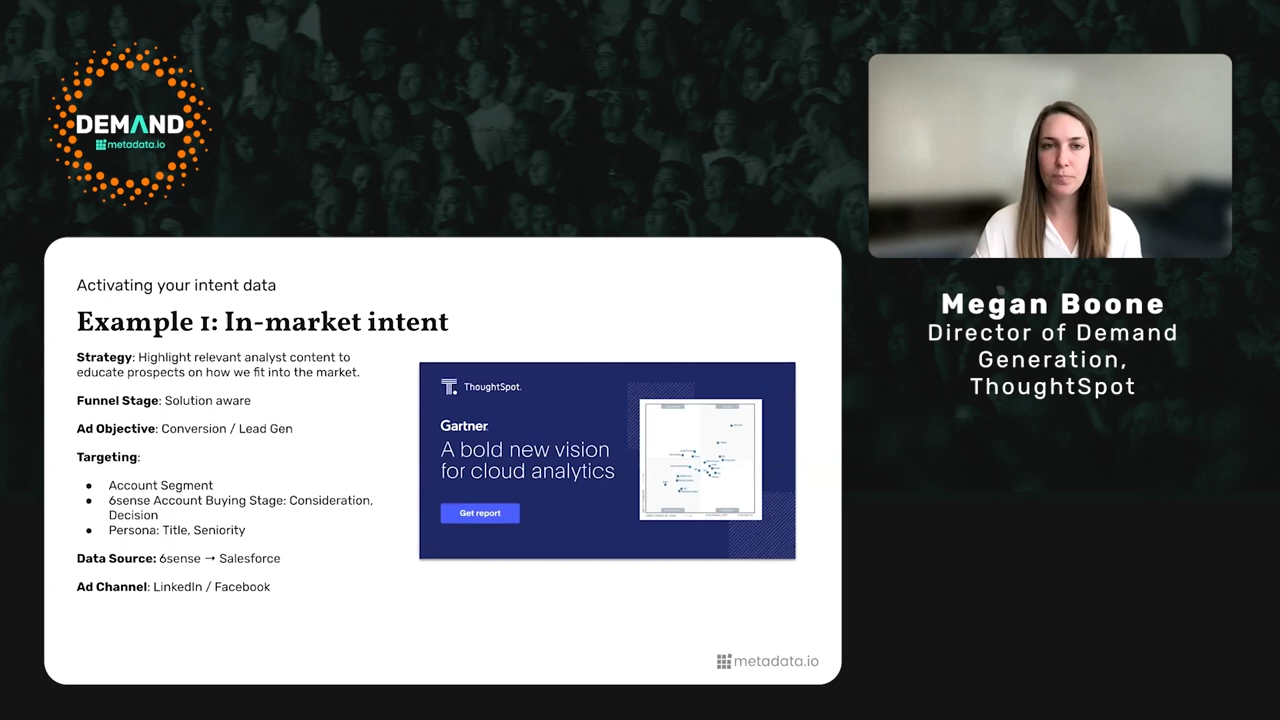 DEMAND
metadata.io
Activating your intent data
Example 1: In-market intent
Strategy: Highlight relevant analyst content to
educate prospects on how we fit into the market.
Funnel Stage: Solution aware
Ad Objective: Conversion / Lead Gen
Targeting:
● Account Segment
● 6sense Account Buying Stage: Consideration,
Decision
● Persona: Title, Seniority
Data Source: 6sense → Salesforce
Ad Channel: LinkedIn / Facebook
ThoughtSpot.
Gartner
A bold new vision
for cloud analytics
Get report
metadata.io
Megan Boone
Director of Demand
Generation,
ThoughtSpot